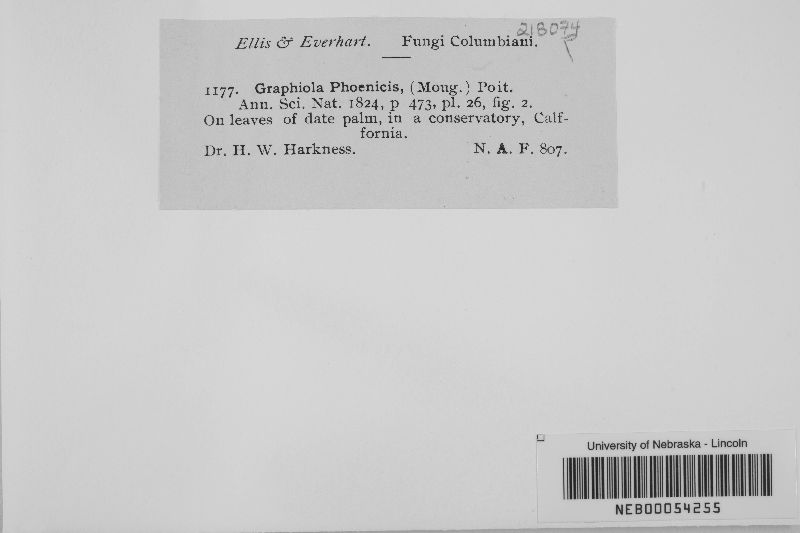 218074
Ellis & Everhart. Fungi Columbiani.
1177. Graphiola Phoenicis, (Moug.) Poit.
Ann. Sci. Nat. 1824, p 473, pl. 26, fig. 2.
On leaves of date palm, in a conservatory, Calf-
fornia.
Dr. H. W. Harkness. N. A. F. 807.
University of Nebraska - Lincoln
NEB00054255